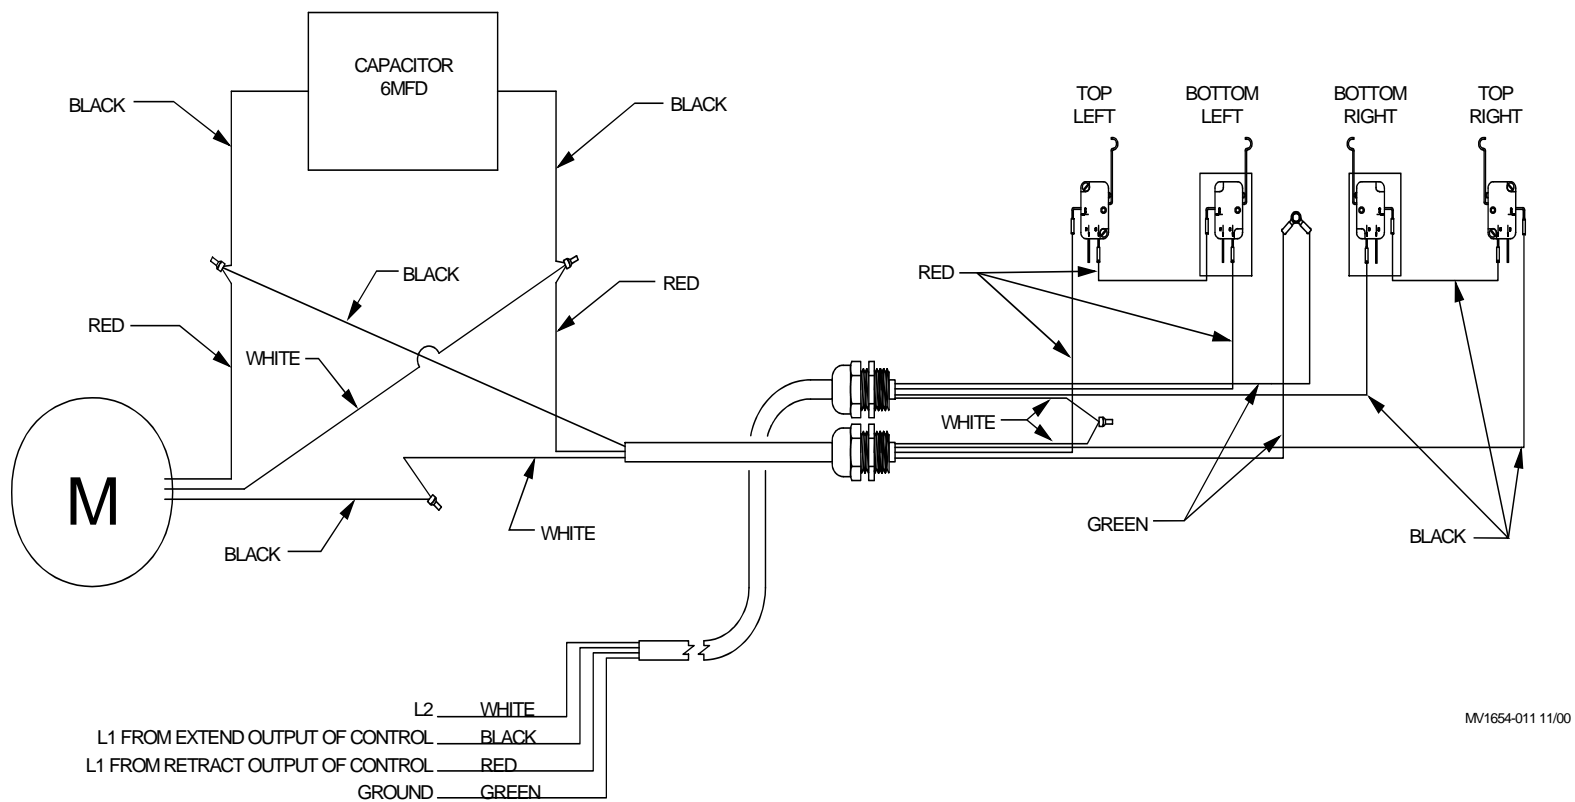 CAPACITOR
6MFD
BLACK
BLACK
TOP
LEFT
BOTTOM
LEFT
BOTTOM
RIGHT
TOP
RIGHT
BLACK
RED
RED
RED
WHITE
WHITE
M
BLACK
WHITE
GREEN
BLACK
L2 WHITE
L1 FROM EXTEND OUTPUT OF CONTROL BLACK
L1 FROM RETRACT OUTPUT OF CONTROL RED
GROUND GREEN
MV1654-011 11/00